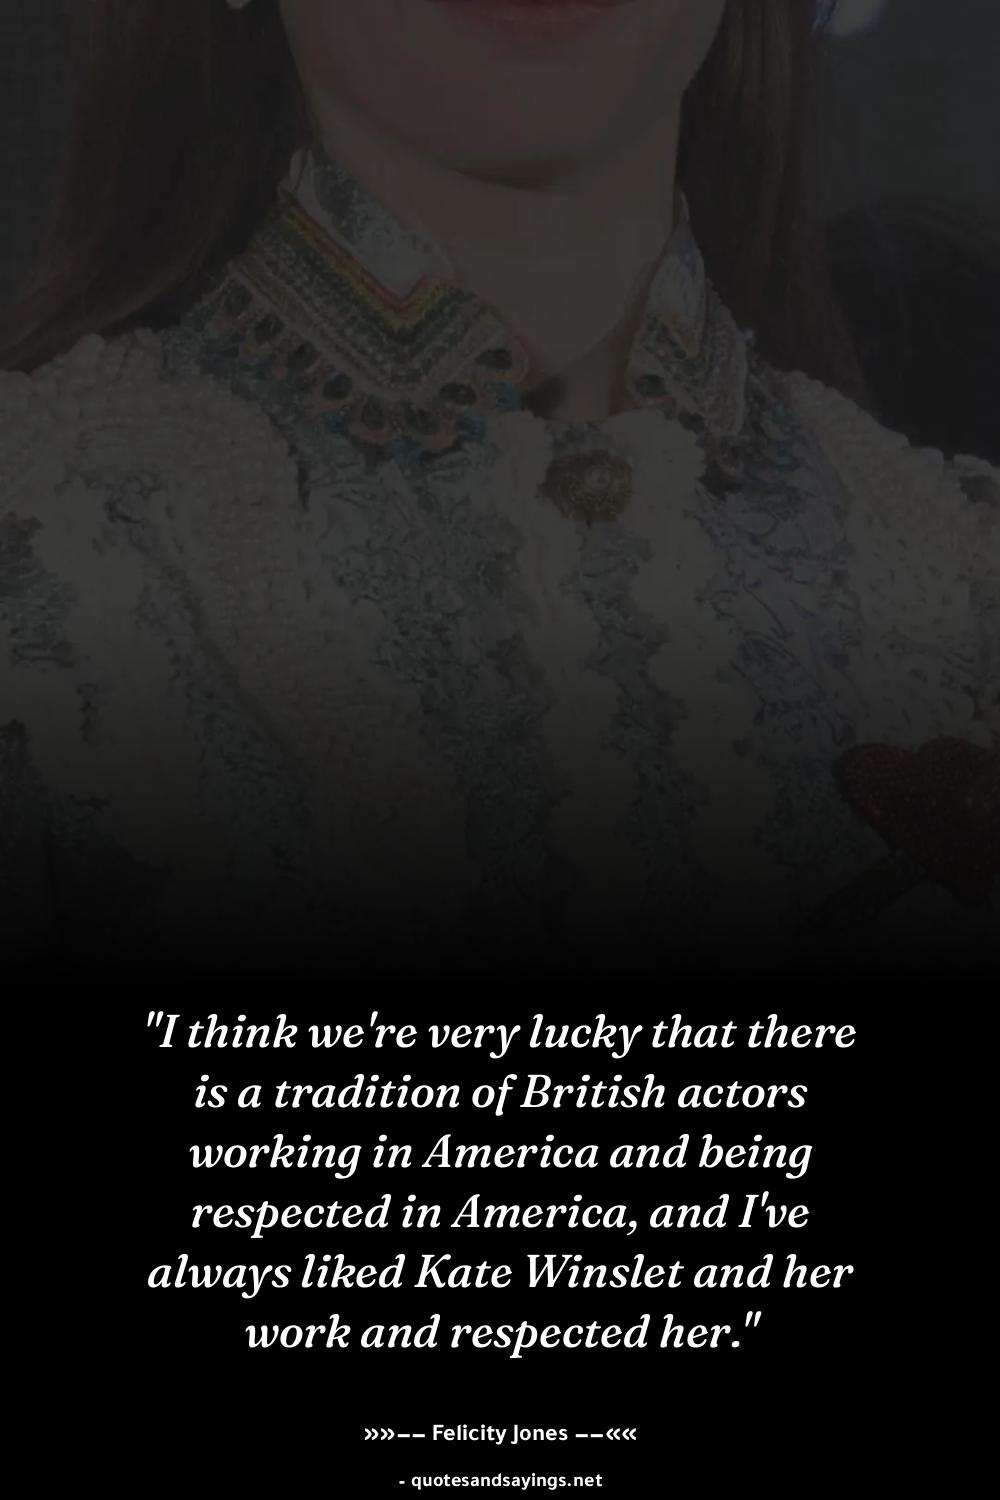 "I think we're very lucky that there
is a tradition of British actors
working in America and being
respected in America, and I've
always liked Kate Winslet and her
work and respected her."
»»−− Felicity Jones −−««
- quotesandsayings.net